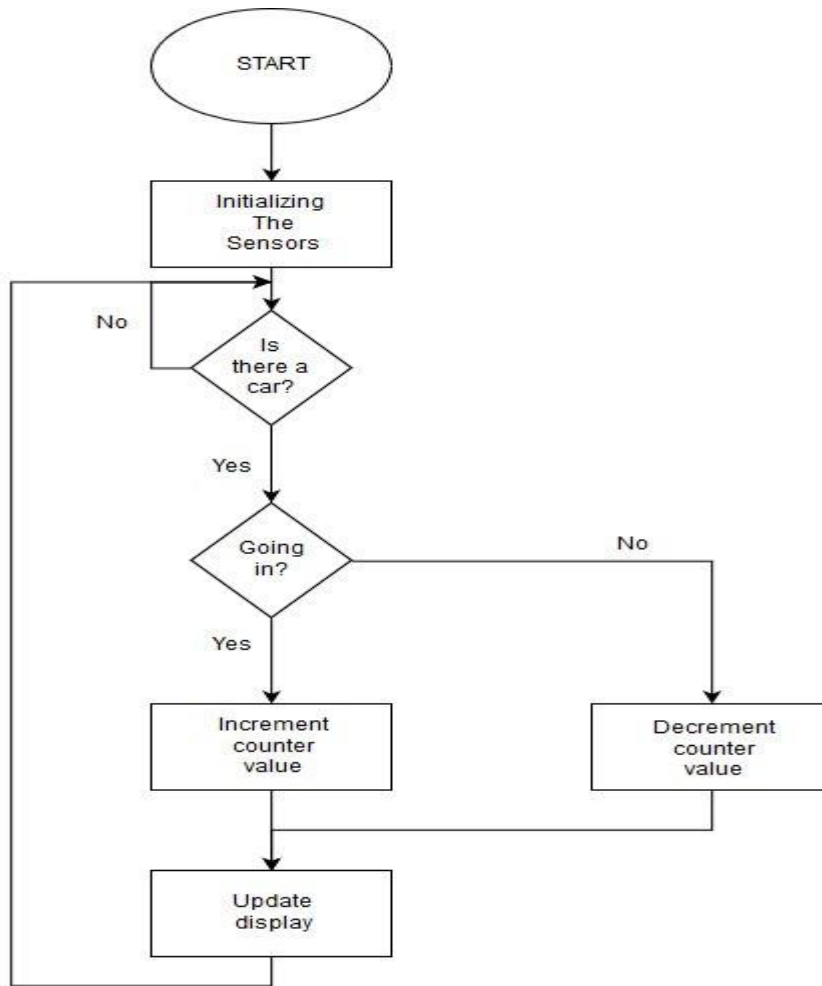 START
Initializing
The
Sensors
No
Is
there a
car?
Yes
Going
in?
No
Yes
Increment
counter
value
Decrement
counter
value
Update
display